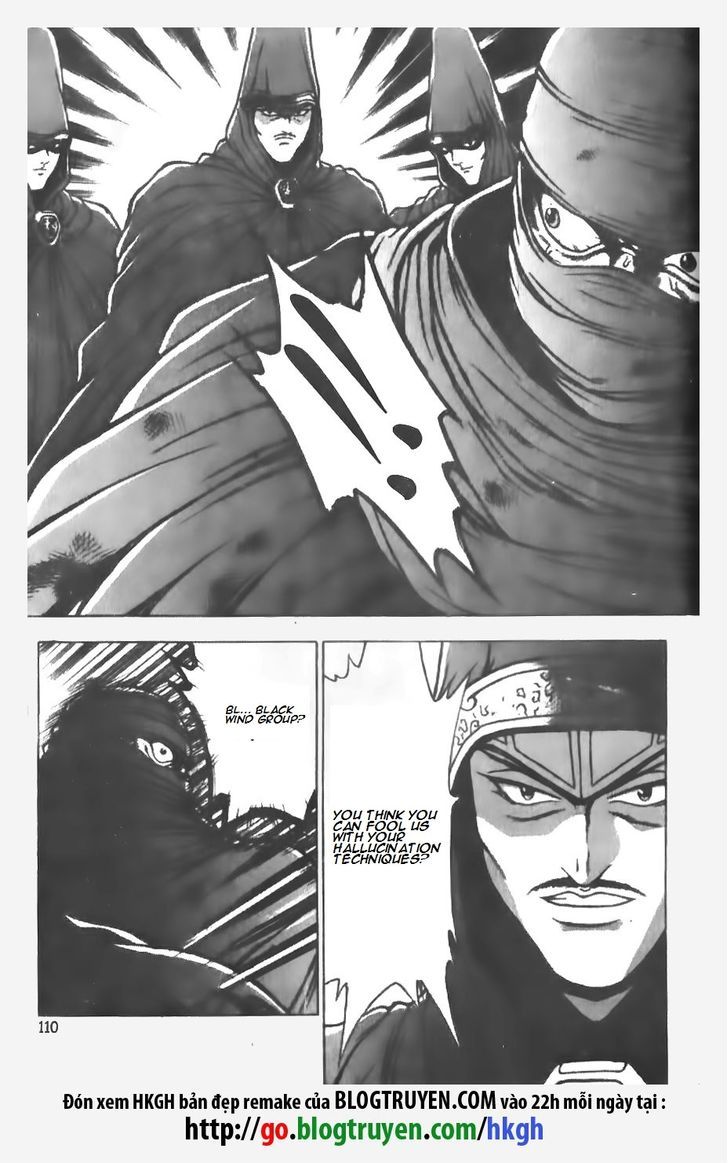 !!
BL... BLACK
WIND GROUP?
YOU THINK YOU
CAN FOOL US
WITH YOUR
HALLUCINATION
TECHNIQUES?
110
Đón xem HKGH bản đẹp remake của BLOGTRUYEN.COM vào 22h mỗi ngày tại :
http://go.blogtruyen.com/hkgh